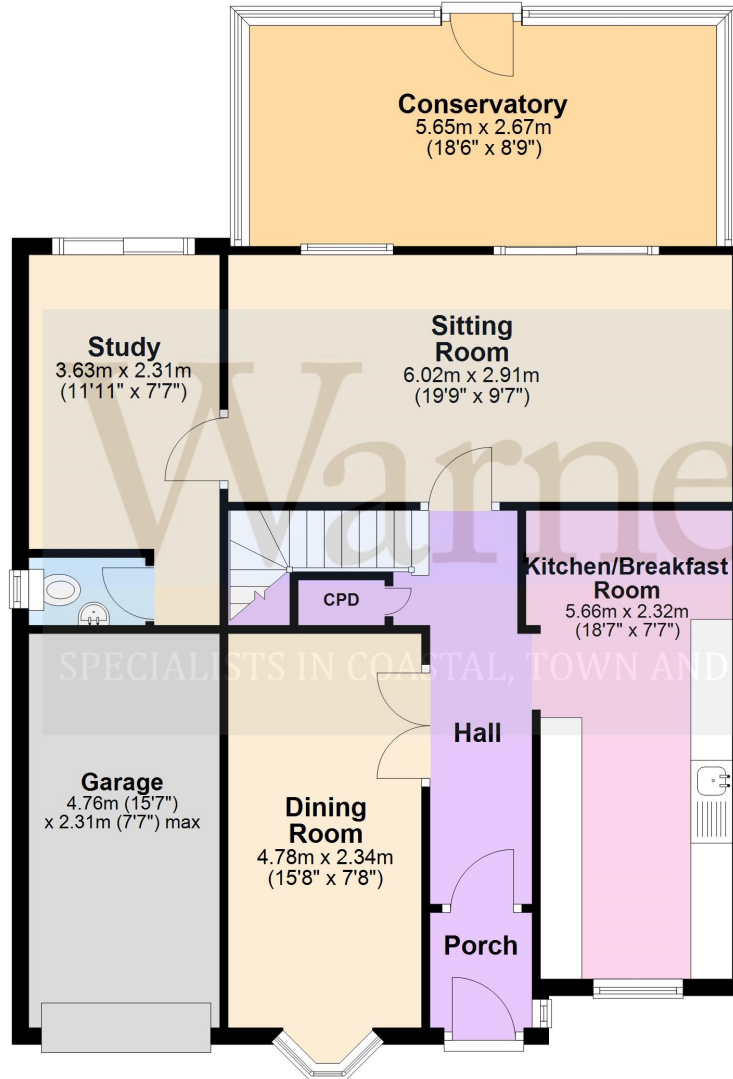 Conservatory
5.65m x 2.67m
(18'6" x 8'9")
Study
3.63m x 2.31m
(11'11" x 7'7")
Sitting
Room
6.02m x 2.91m
(19'9" x 9'7")
Warne
CPD
Kitchen/Breakfast
Room
5.66m x 2.32m
(18'7" x 7'7")
SPECIALISTS IN COASTAL, TOWN AND
Hall
Garage
4.76m (15'7")
x 2.31m (7'7") max
Dining
Room
4.78m x 2.34m
(15'8" x 7'8")
Porch